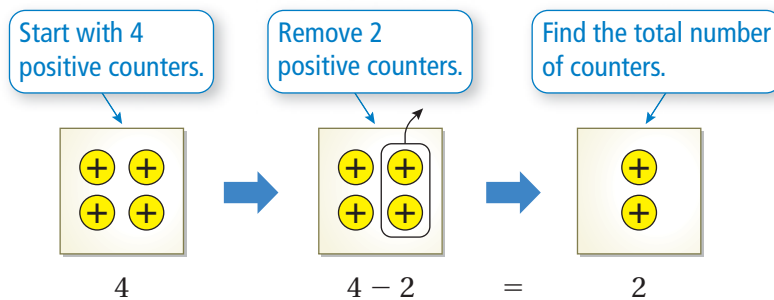 Start with 4
positive counters.
Remove 2
positive counters.
Find the total number
of counters.
+ + + + + +
+ + + + + +
4 4 − 2 = 2